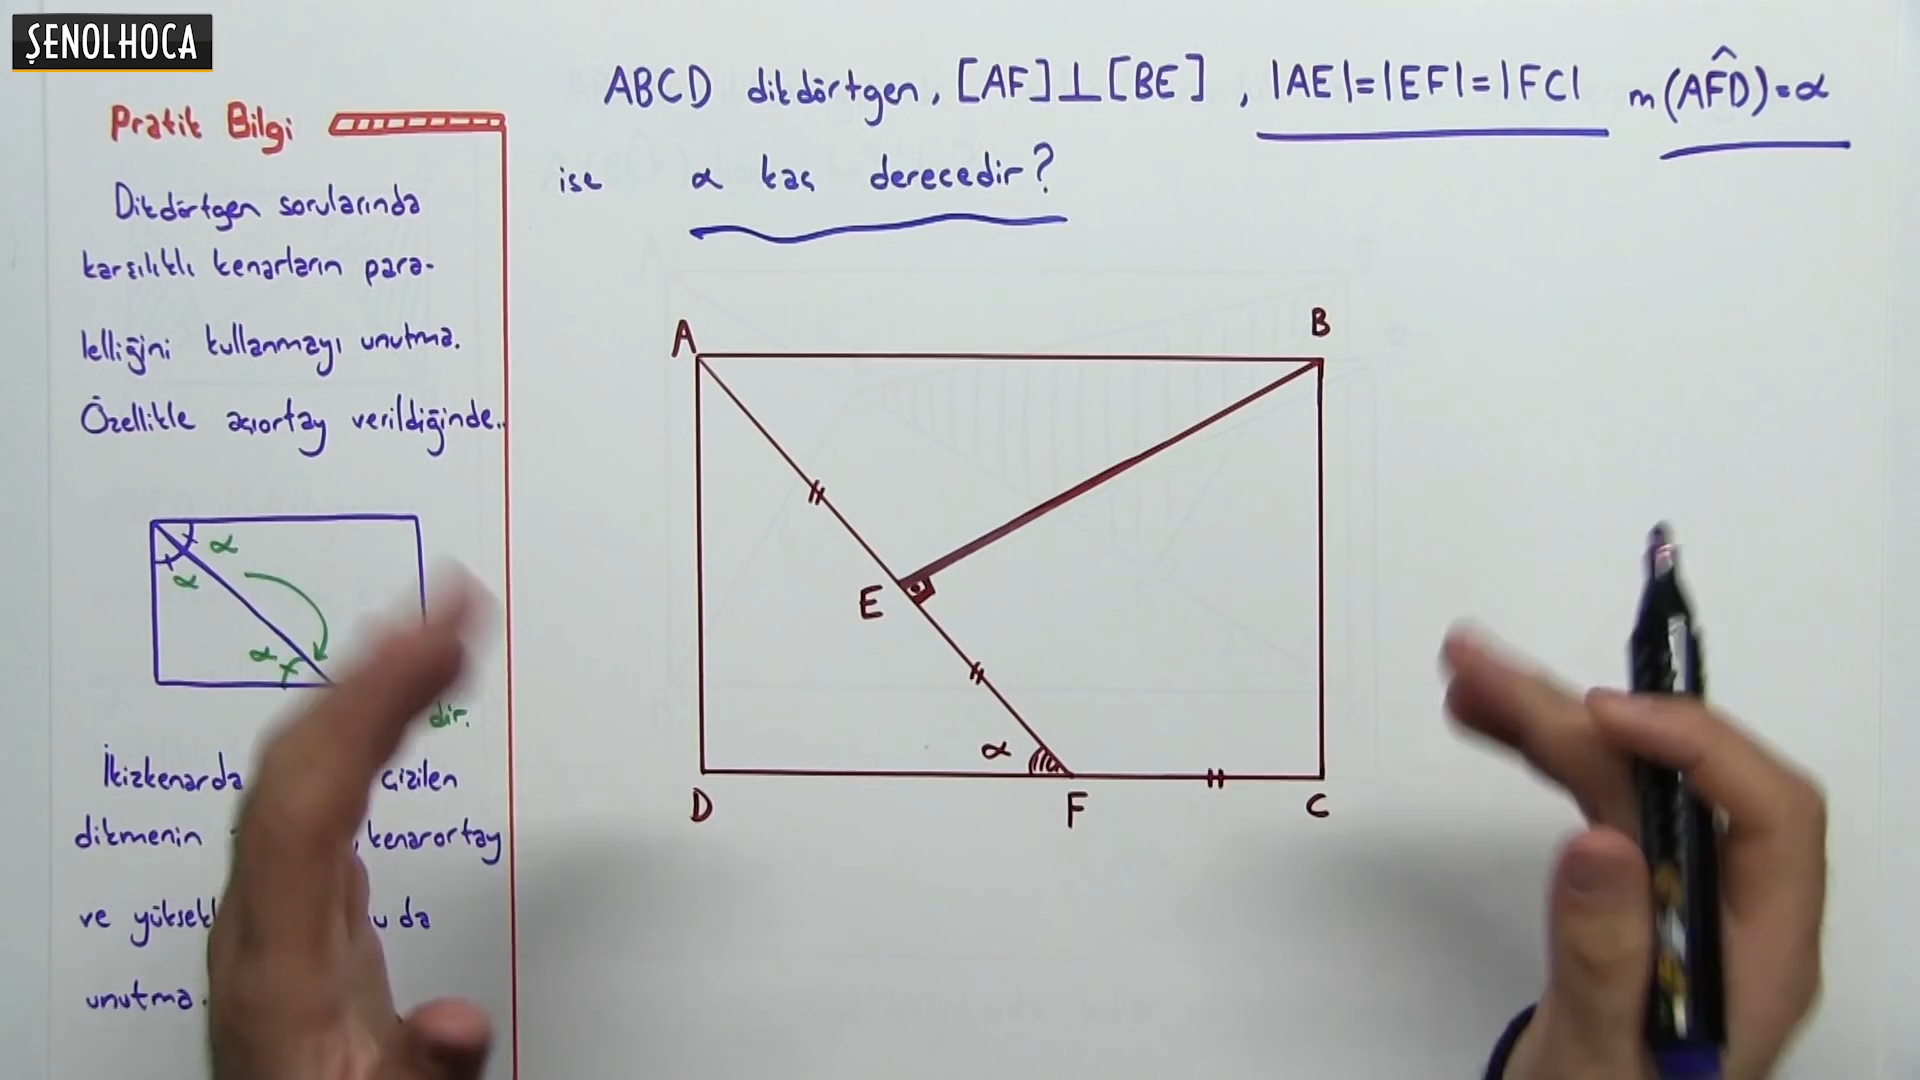 ŞENOLHOCA
ABCD dikdörtgen, [AF]⊥[BE], |AE|=|EF|=|FC| m(AF̂D)=α
ise α kaç derecedir?
Pratik Bilgi
Dikdörtgen sorularında
karşılıklı kenarların para-
lelliğini kullanmayı unutma.
Özellikle açıortay verildiğinde..
α
α
α
dir.
İkizkenarda çizilen
dikmenin , kenarortay
ve da
unutma.
A
B
E
α
D
F
C